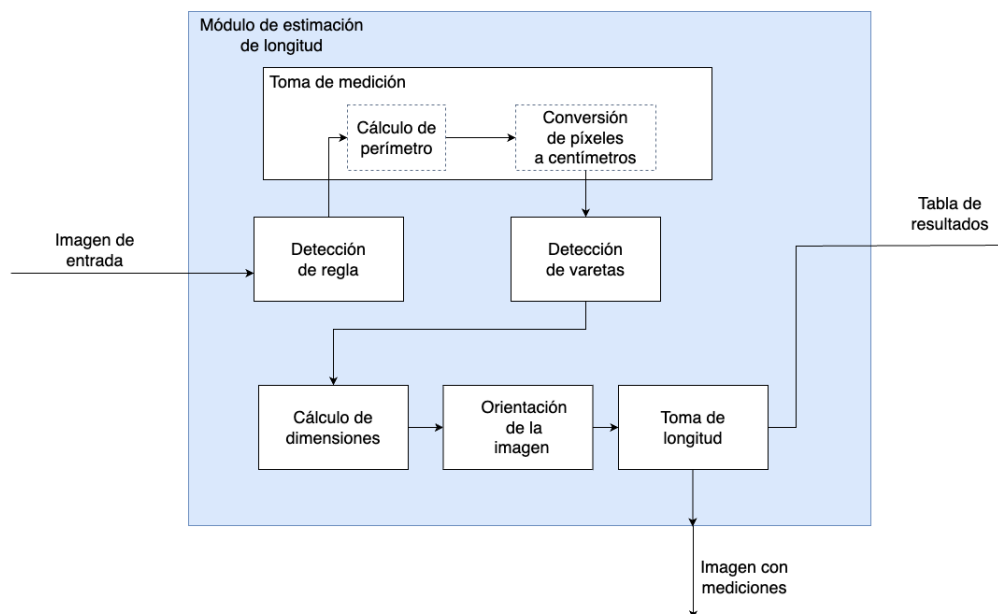 Módulo de estimación
de longitud
Toma de medición
Cálculo de
perímetro
Conversión
de píxeles
a centímetros
Imagen de
entrada
Detección
de regla
Detección
de varetas
Tabla de
resultados
Cálculo de
dimensiones
Orientación
de la
imagen
Toma de
longitud
Imagen con
mediciones